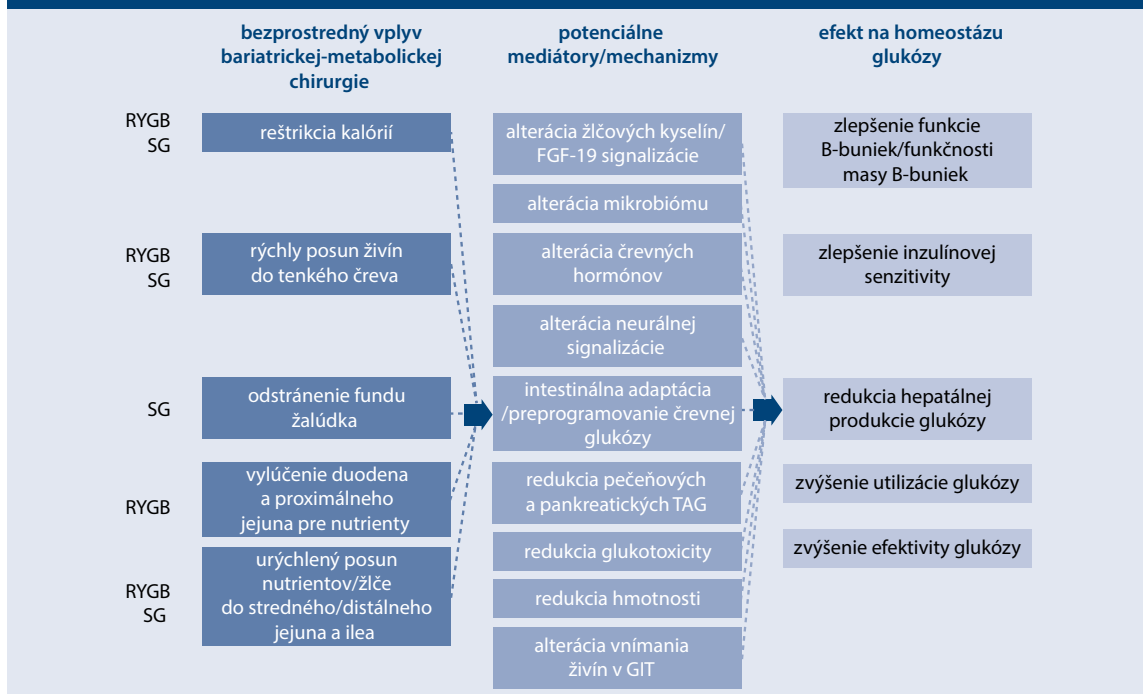 bezprostredný vplyv
bariatrickej-metabolickej
chirurgie
potenciálne
mediátory/mechanizmy
efekt na homeostázu
glukózy
RYGB
SG
reštrikcia kalórií
RYGB
SG
rýchly posun živín
do tenkého čreva
SG
odstránenie fundu
žalúdka
RYGB
vylúčenie duodena
a proximálneho
jejuna pre nutrienty
RYGB
SG
urýchlený posun
nutrientov/žlče
do stredného/distálneho
jejuna a ilea
alterácia žlčových kyselín/
FGF-19 signalizácie
alterácia mikrobiómu
alterácia črevných
hormónov
alterácia neurálnej
signalizácie
intestinálna adaptácia
/preprogramovanie črevnej
glukózy
redukcia pečeňových
a pankreatických TAG
redukcia glukotoxicity
redukcia hmotnosti
alterácia vnímania
živín v GIT
zlepšenie funkcie
B-buniek/funkčnosti
masy B-buniek
zlepšenie inzulínovej
senzitivity
redukcia hepatálnej
produkcie glukózy
zvýšenie utilizácie glukózy
zvýšenie efektivity glukózy